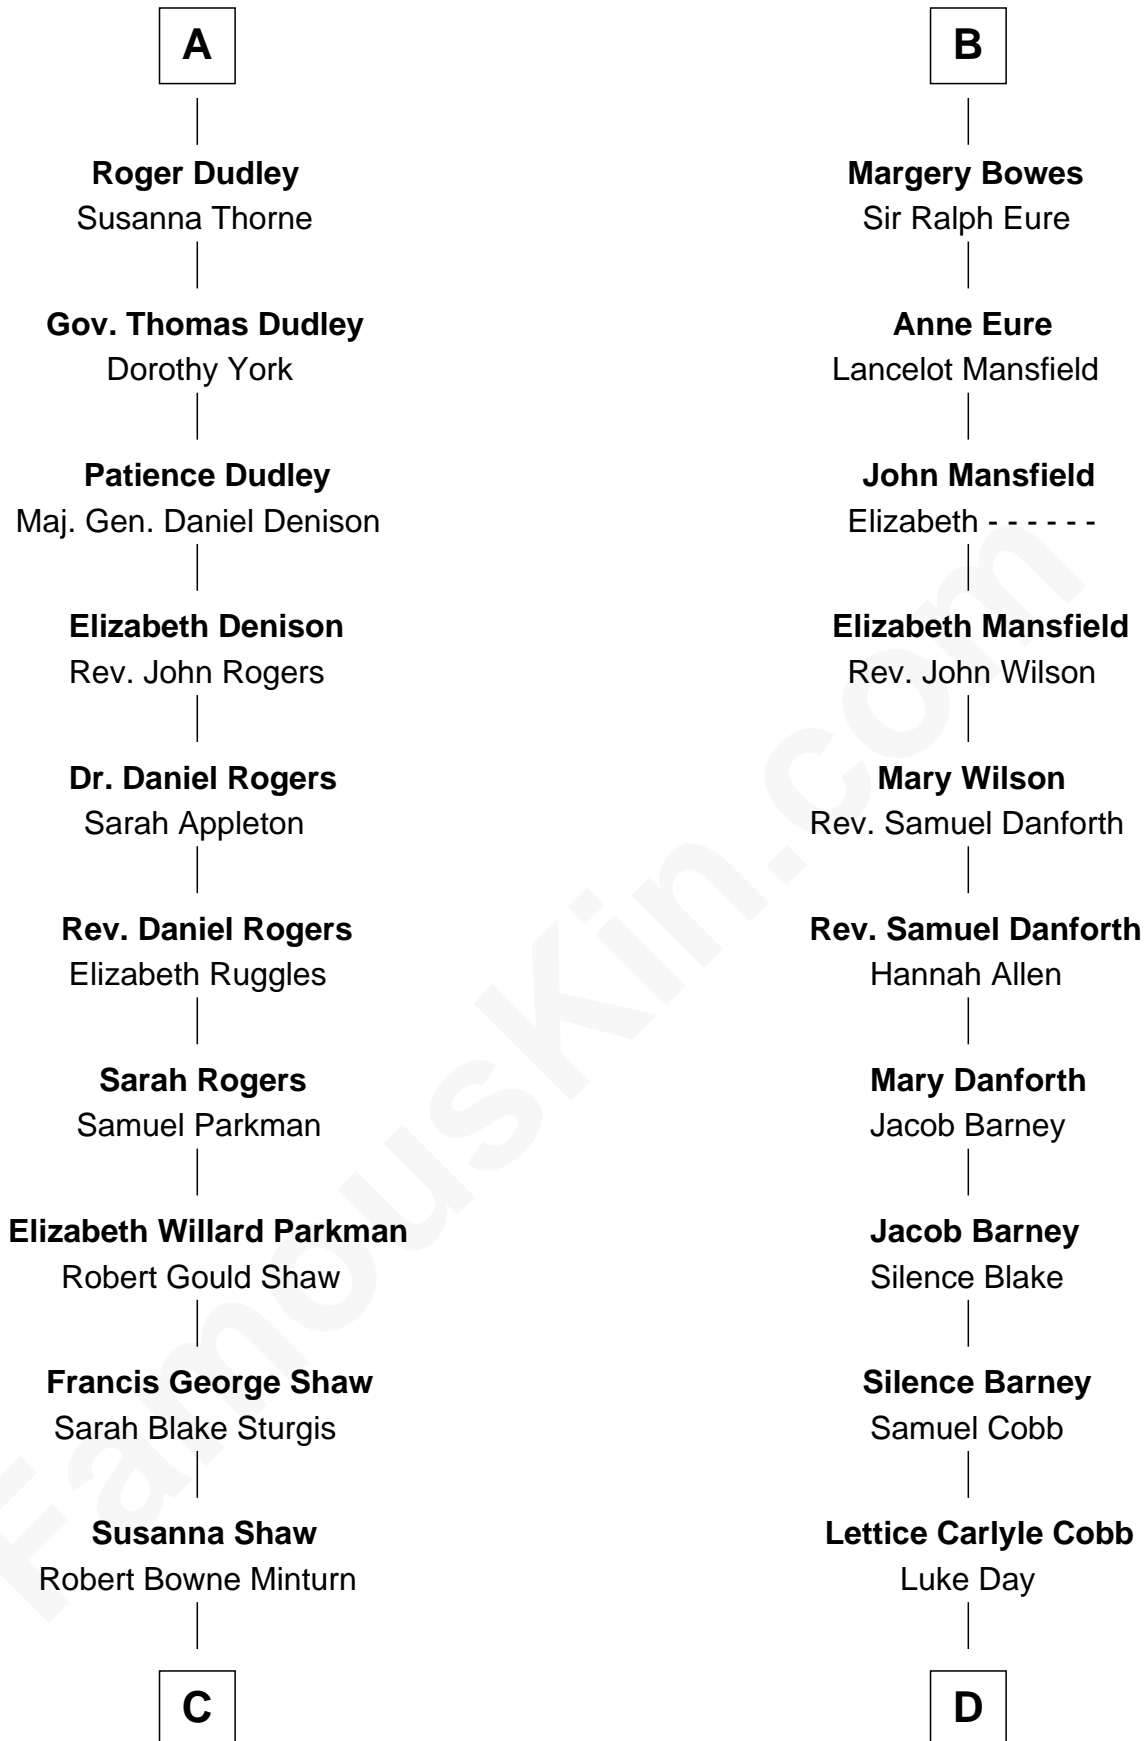 A
Roger Dudley
Susanna Thorne
Gov. Thomas Dudley
Dorothy York
Patience Dudley
Maj. Gen. Daniel Denison
Elizabeth Denison
Rev. John Rogers
Dr. Daniel Rogers
Sarah Appleton
Rev. Daniel Rogers
Elizabeth Ruggles
Sarah Rogers
Samuel Parkman
Elizabeth Willard Parkman
Robert Gould Shaw
Francis George Shaw
Sarah Blake Sturgis
Susanna Shaw
Robert Bowne Minturn
C
B
Margery Bowes
Sir Ralph Eure
Anne Eure
Lancelot Mansfield
John Mansfield
Elizabeth - - - - - -
Elizabeth Mansfield
Rev. John Wilson
Mary Wilson
Rev. Samuel Danforth
Rev. Samuel Danforth
Hannah Allen
Mary Danforth
Jacob Barney
Jacob Barney
Silence Blake
Silence Barney
Samuel Cobb
Lettice Carlyle Cobb
Luke Day
D
FamousKin.com